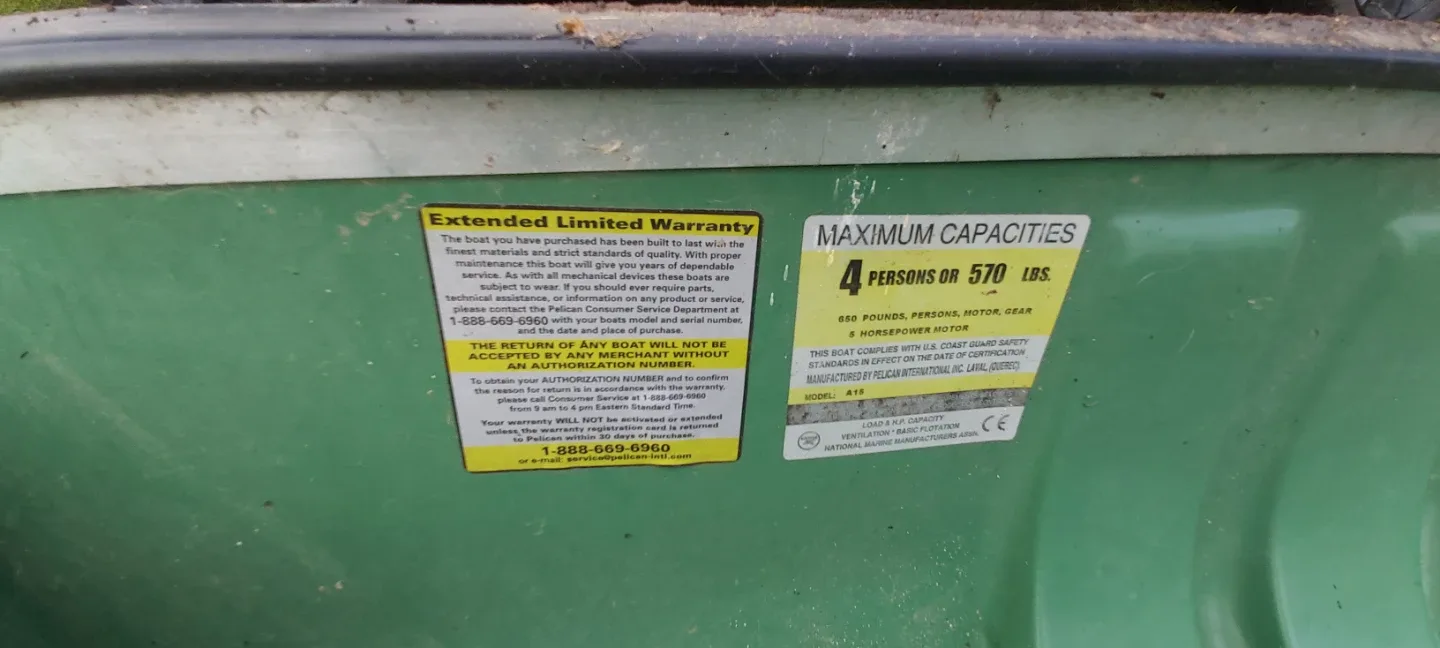 Extended Limited Warranty
The boat you have purchased has been built to last with the
finest materials and strict standards of quality. With proper
maintenance this boat will give you years of dependable
service. As with all mechanical devices these boats are
subject to wear. If you should ever require parts,
technical assistance, or information on any product or service,
please contact the Pelican Consumer Service Department at
1-888-669-6960 with your boats model and serial number,
and the date and place of purchase.
THE RETURN OF ANY BOAT WILL NOT BE
ACCEPTED BY ANY MERCHANT WITHOUT
AN AUTHORIZATION NUMBER.
To obtain your AUTHORIZATION NUMBER and to confirm
the reason for return is in accordance with the warranty,
please call Consumer Service at 1-888-669-6960
from 9 am to 4 pm Eastern Standard Time.
Your warranty WILL NOT be activated or extended
unless the warranty registration card is returned
to Pelican within 30 days of purchase.
1-888-669-6960
or e-mail: service@pelican-intl.com
MAXIMUM CAPACITIES
4 PERSONS OR 570 LBS.
650 POUNDS, PERSONS, MOTOR, GEAR
5 HORSEPOWER MOTOR
THIS BOAT COMPLIES WITH U.S. COAST GUARD SAFETY
STANDARDS IN EFFECT ON THE DATE OF CERTIFICATION
MANUFACTURED BY PELICAN INTERNATIONAL INC. LAVAL, (QUEBEC)
MODEL: A15
LOAD & H.P. CAPACITY
VENTILATION * BASIC FLOTATION
NATIONAL MARINE MANUFACTURERS ASSN.
CE